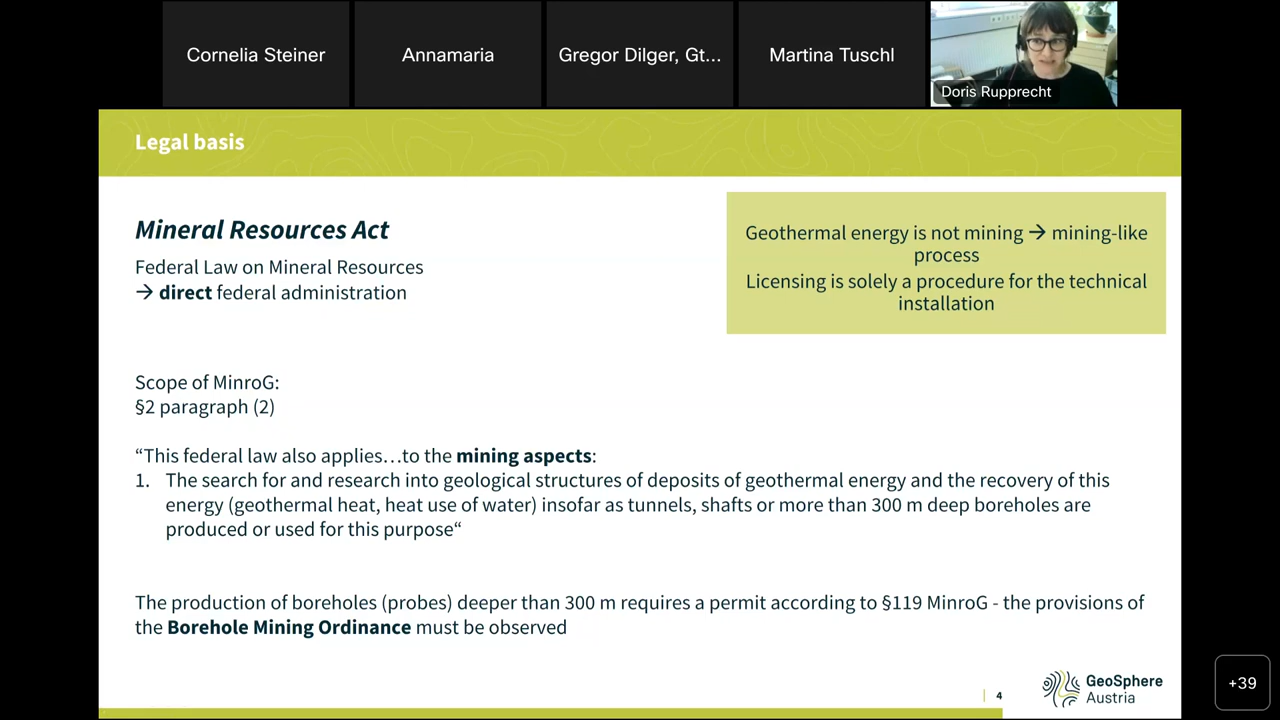 Cornelia Steiner
Annamaria
Gregor Dilger, Gt...
Martina Tuschl
Doris Rupprecht
Legal basis
Mineral Resources Act
Federal Law on Mineral Resources
→ direct federal administration
Geothermal energy is not mining → mining-like
process
Licensing is solely a procedure for the technical
installation
Scope of MinroG:
§2 paragraph (2)
“This federal law also applies…to the mining aspects:
1. The search for and research into geological structures of deposits of geothermal energy and the recovery of this
energy (geothermal heat, heat use of water) insofar as tunnels, shafts or more than 300 m deep boreholes are
produced or used for this purpose“
The production of boreholes (probes) deeper than 300 m requires a permit according to §119 MinroG - the provisions of
the Borehole Mining Ordinance must be observed
4
GeoSphere
Austria
+39